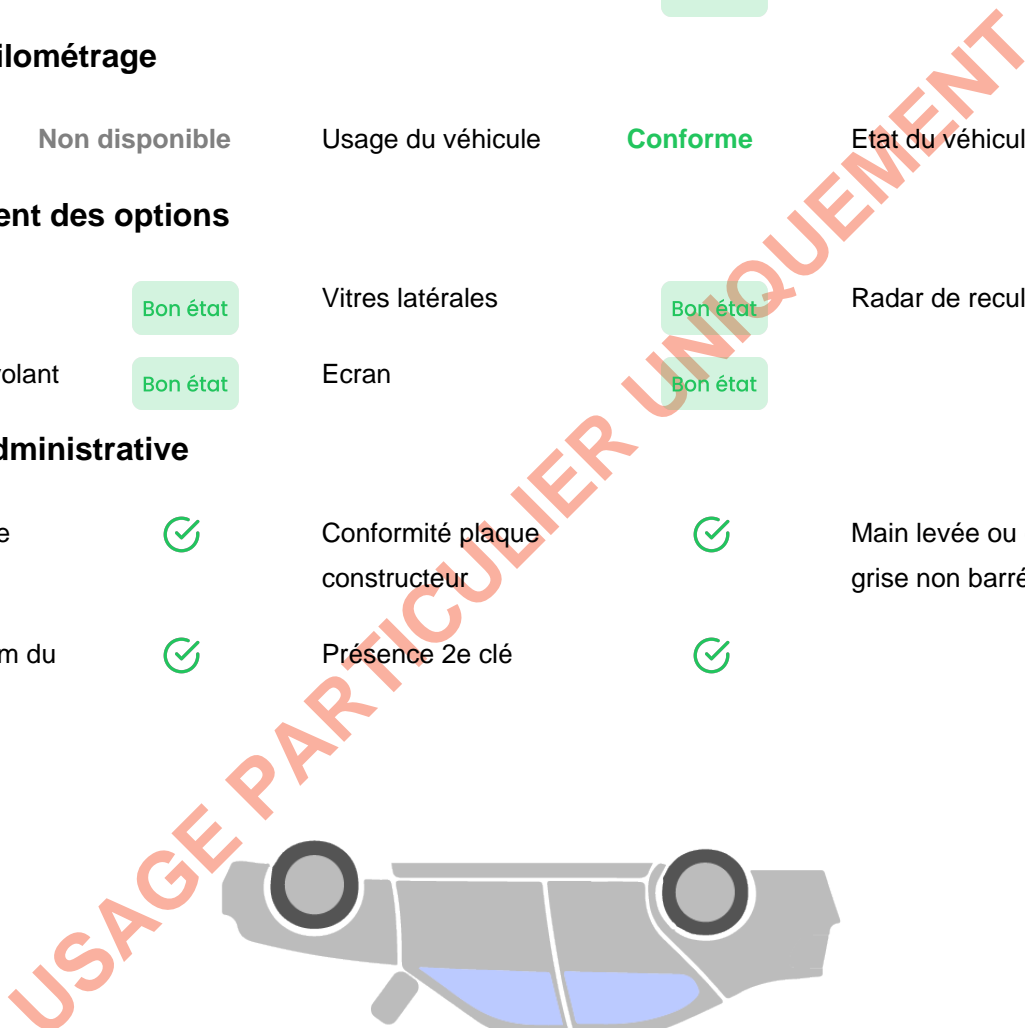 ilométrage
Non disponible Usage du véhicule Conforme Etat du véhicul
ent des options
Bon état Vitres latérales Bon état Radar de recul
olant Bon état Ecran Bon état
dministrative
e Conformité plaque Main levée ou
constructeur grise non barré
m du Présence 2e clé
USAGE PARTICULIER UNIQUEMENT